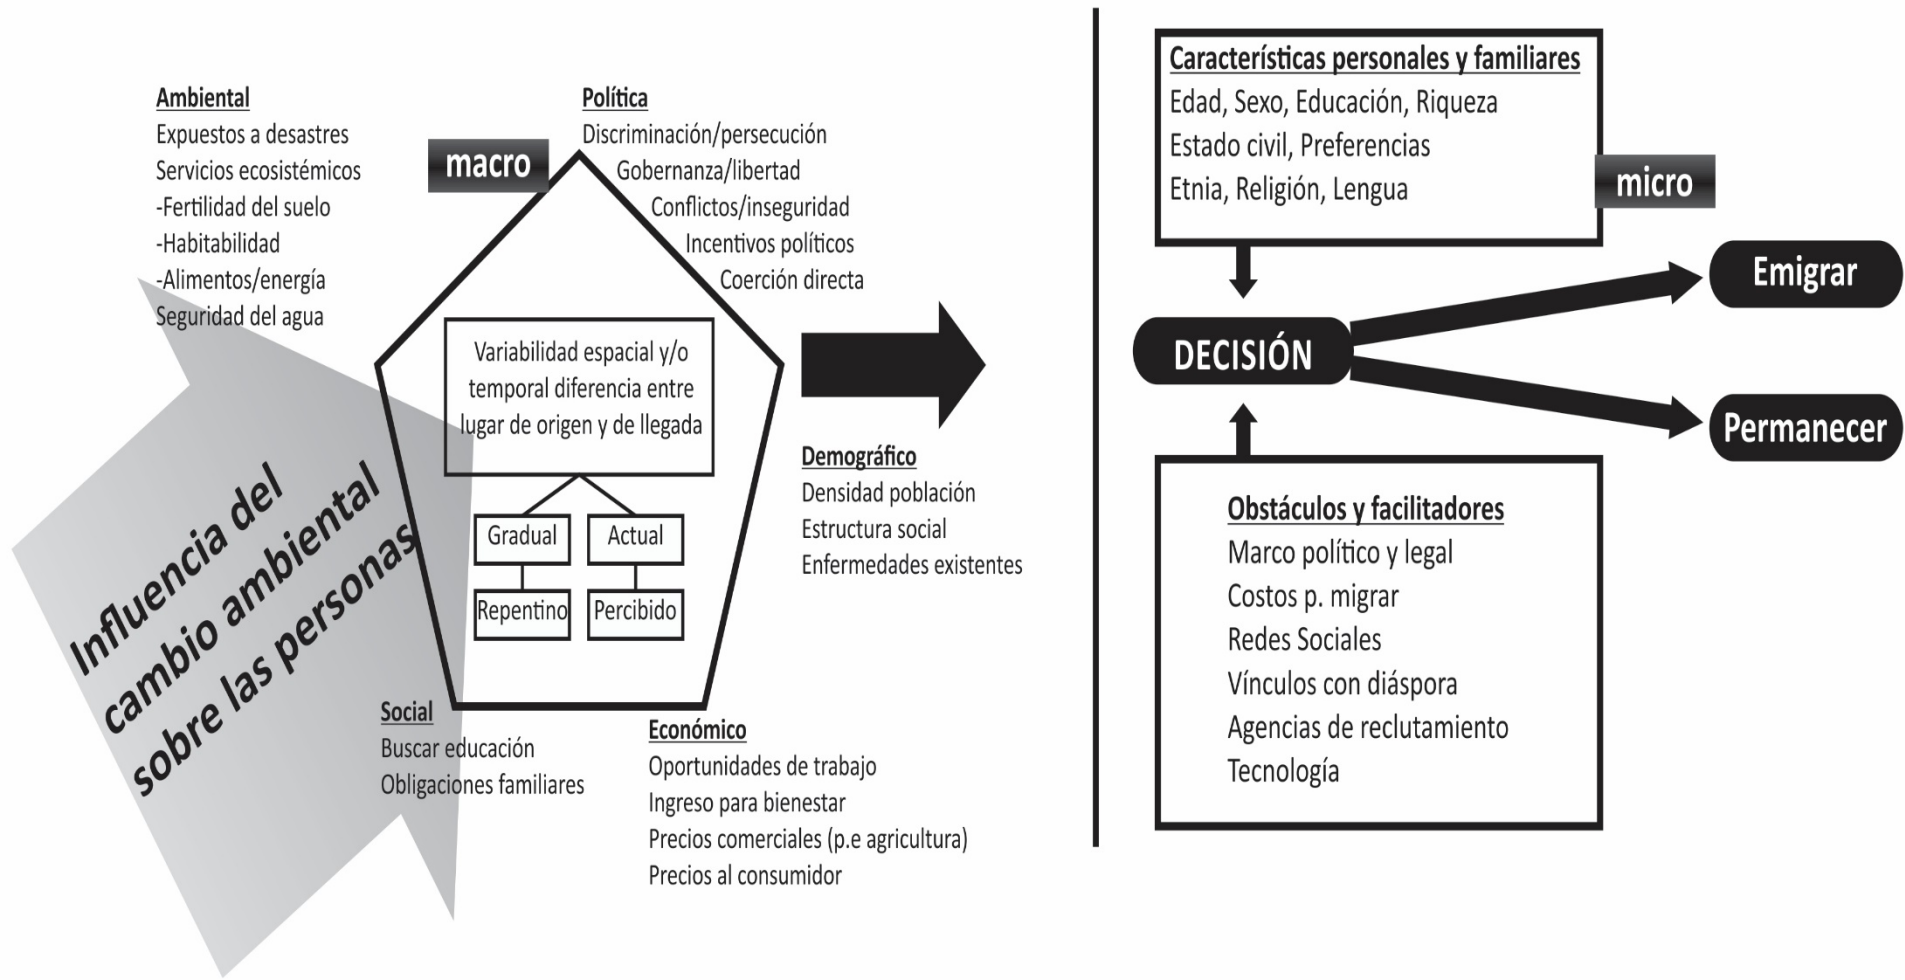 Ambiental
Expuestos a desastres
Servicios ecosistémicos
-Fertilidad del suelo
-Habitabilidad
-Alimentos/energía
Seguridad del agua
macro
Política
Discriminación/persecución
Gobernanza/libertad
Conflictos/inseguridad
Incentivos políticos
Coerción directa
Variabilidad espacial y/o
temporal diferencia entre
lugar de origen y de llegada
Gradual
Actual
Repentino
Percibido
Influencia del
cambio ambiental
sobre las personas
Demográfico
Densidad población
Estructura social
Enfermedades existentes
Social
Buscar educación
Obligaciones familiares
Económico
Oportunidades de trabajo
Ingreso para bienestar
Precios comerciales (p.e agricultura)
Precios al consumidor
Características personales y familiares
Edad, Sexo, Educación, Riqueza
Estado civil, Preferencias
Etnia, Religión, Lengua
micro
DECISIÓN
Emigrar
Permanecer
Obstáculos y facilitadores
Marco político y legal
Costos p. migrar
Redes Sociales
Vínculos con diáspora
Agencias de reclutamiento
Tecnología